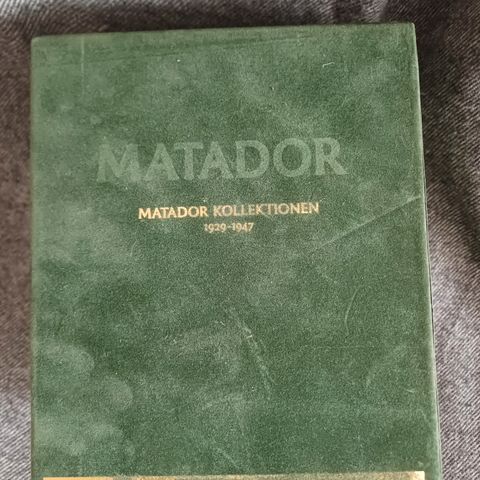 MATADOR
MATADOR KOLLEKTIONEN
1929-1947